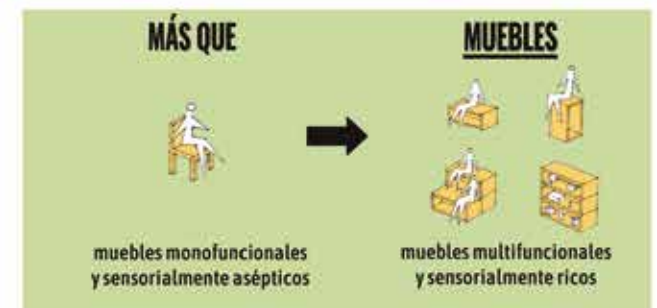 MÁS QUE
MUEBLES
muebles monofuncionales
y sensorialmente asépticos
muebles multifuncionales
y sensorialmente ricos